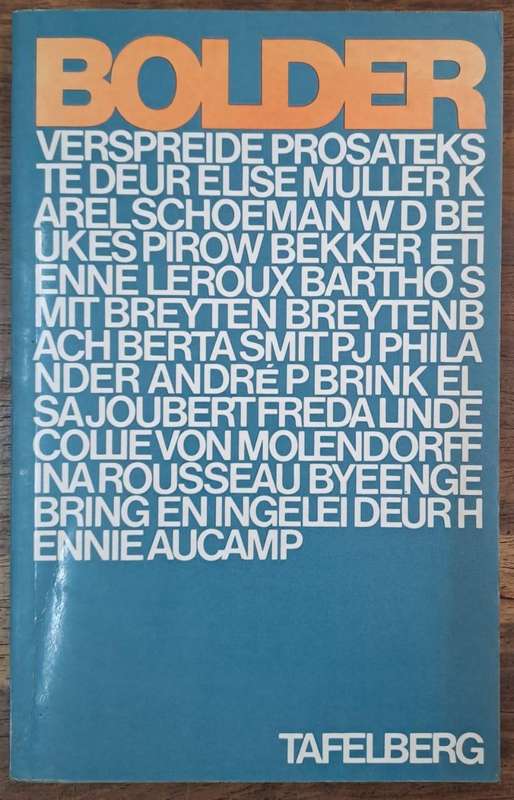 BOLDER
VERSPREIDE PROSATEKS
TE DEUR ELISE MULLER K
AREL SCHOEMAN W D BE
UKES PIROW BEKKER ETI
ENNE LEROUX BARTHO S
MIT BREYTEN BREYTENB
ACH BERTA SMIT PJ PHILA
NDER ANDRÉ P BRINK EL
SA JOUBERT FREDA LINDE
COLLIE VON MOLENDORFF
INA ROUSSEAU BYEENGE
BRING EN INGELEI DEUR H
ENNIE AUCAMP
TAFELBERG